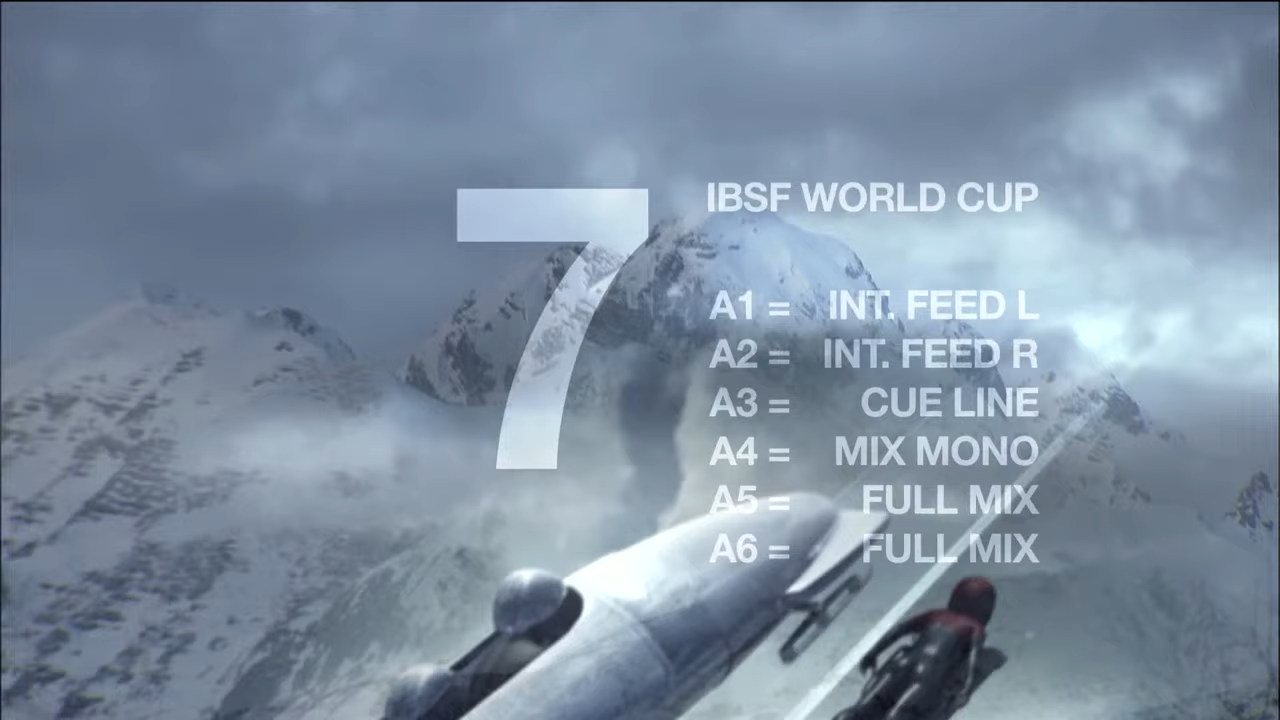 7
IBSF WORLD CUP
A1 = INT. FEED L
A2 = INT. FEED R
A3 = CUE LINE
A4 = MIX MONO
A5 = FULL MIX
A6 = FULL MIX